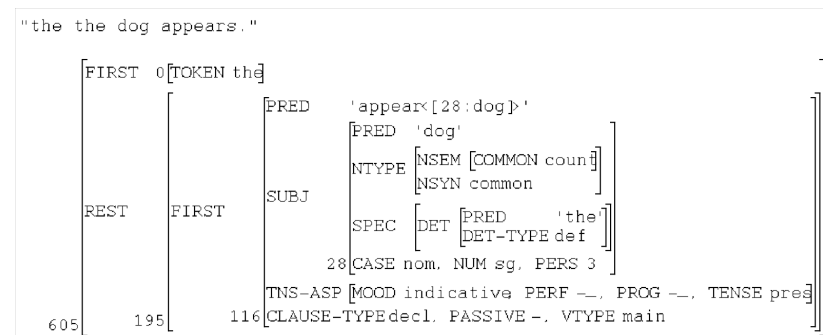 "the the dog appears."
FIRST 0[TOKEN the]
PRED 'appear<[28:dog]>'
PRED 'dog'
NTYPE NSEM [COMMON count]
NSYN common
SUBJ
REST FIRST
SPEC DET PRED 'the'
DET-TYPE def
28 CASE nom, NUM sg, PERS 3
TNS-ASP [MOOD indicative, PERF -_, PROG -_, TENSE pres]
605 195 116 CLAUSE-TYPE decl, PASSIVE -, VTYPE main